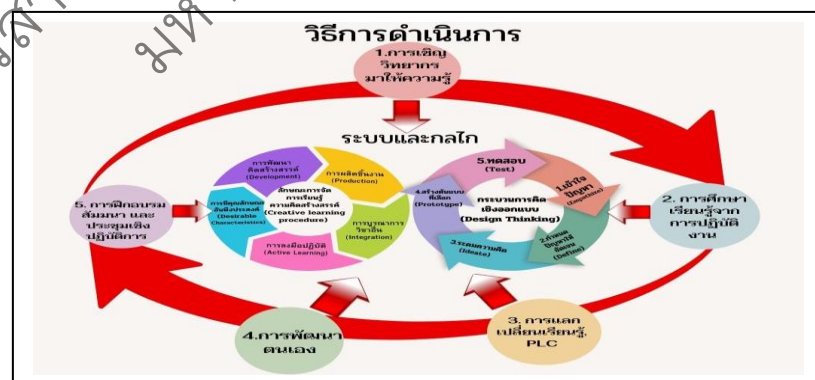 วิธีการดำเนินการ
1.การเชิญ
วิทยากร
มาให้ความรู้
ระบบและกลไก
การพัฒนา
คิดสร้างสรรค์
(Development)
การผลิตชิ้นงาน
(Production)
การบูรณาการ
วิชาอื่น
(Integration)
การลงมือปฏิบัติ
(Active Learning)
การมีคุณลักษณะ
อันพึงประสงค์
(Desirable
Characteristics)
ลักษณะการจัด
การเรียนรู้
ความคิดสร้างสรรค์
(Creative learning
procedure)
5.ทดสอบ
(Test)
1.เข้าใจ
ปัญหา
(Empathize)
2.กำหนด
ปัญหาให้
ชัดเจน
(Define)
3.ระดมความคิด
(Ideate)
4.สร้างต้นแบบ
ที่เลือก
(Prototype)
กระบวนการคิด
เชิงออกแบบ
(Design Thinking)
2. การศึกษา
เรียนรู้จาก
การปฏิบัติ
งาน
3. การแลก
เปลี่ยนเรียนรู้,
PLC
4.การพัฒนา
ตนเอง
5. การฝึกอบรม
สัมมนา และ
ประชุมเชิง
ปฏิบัติการ